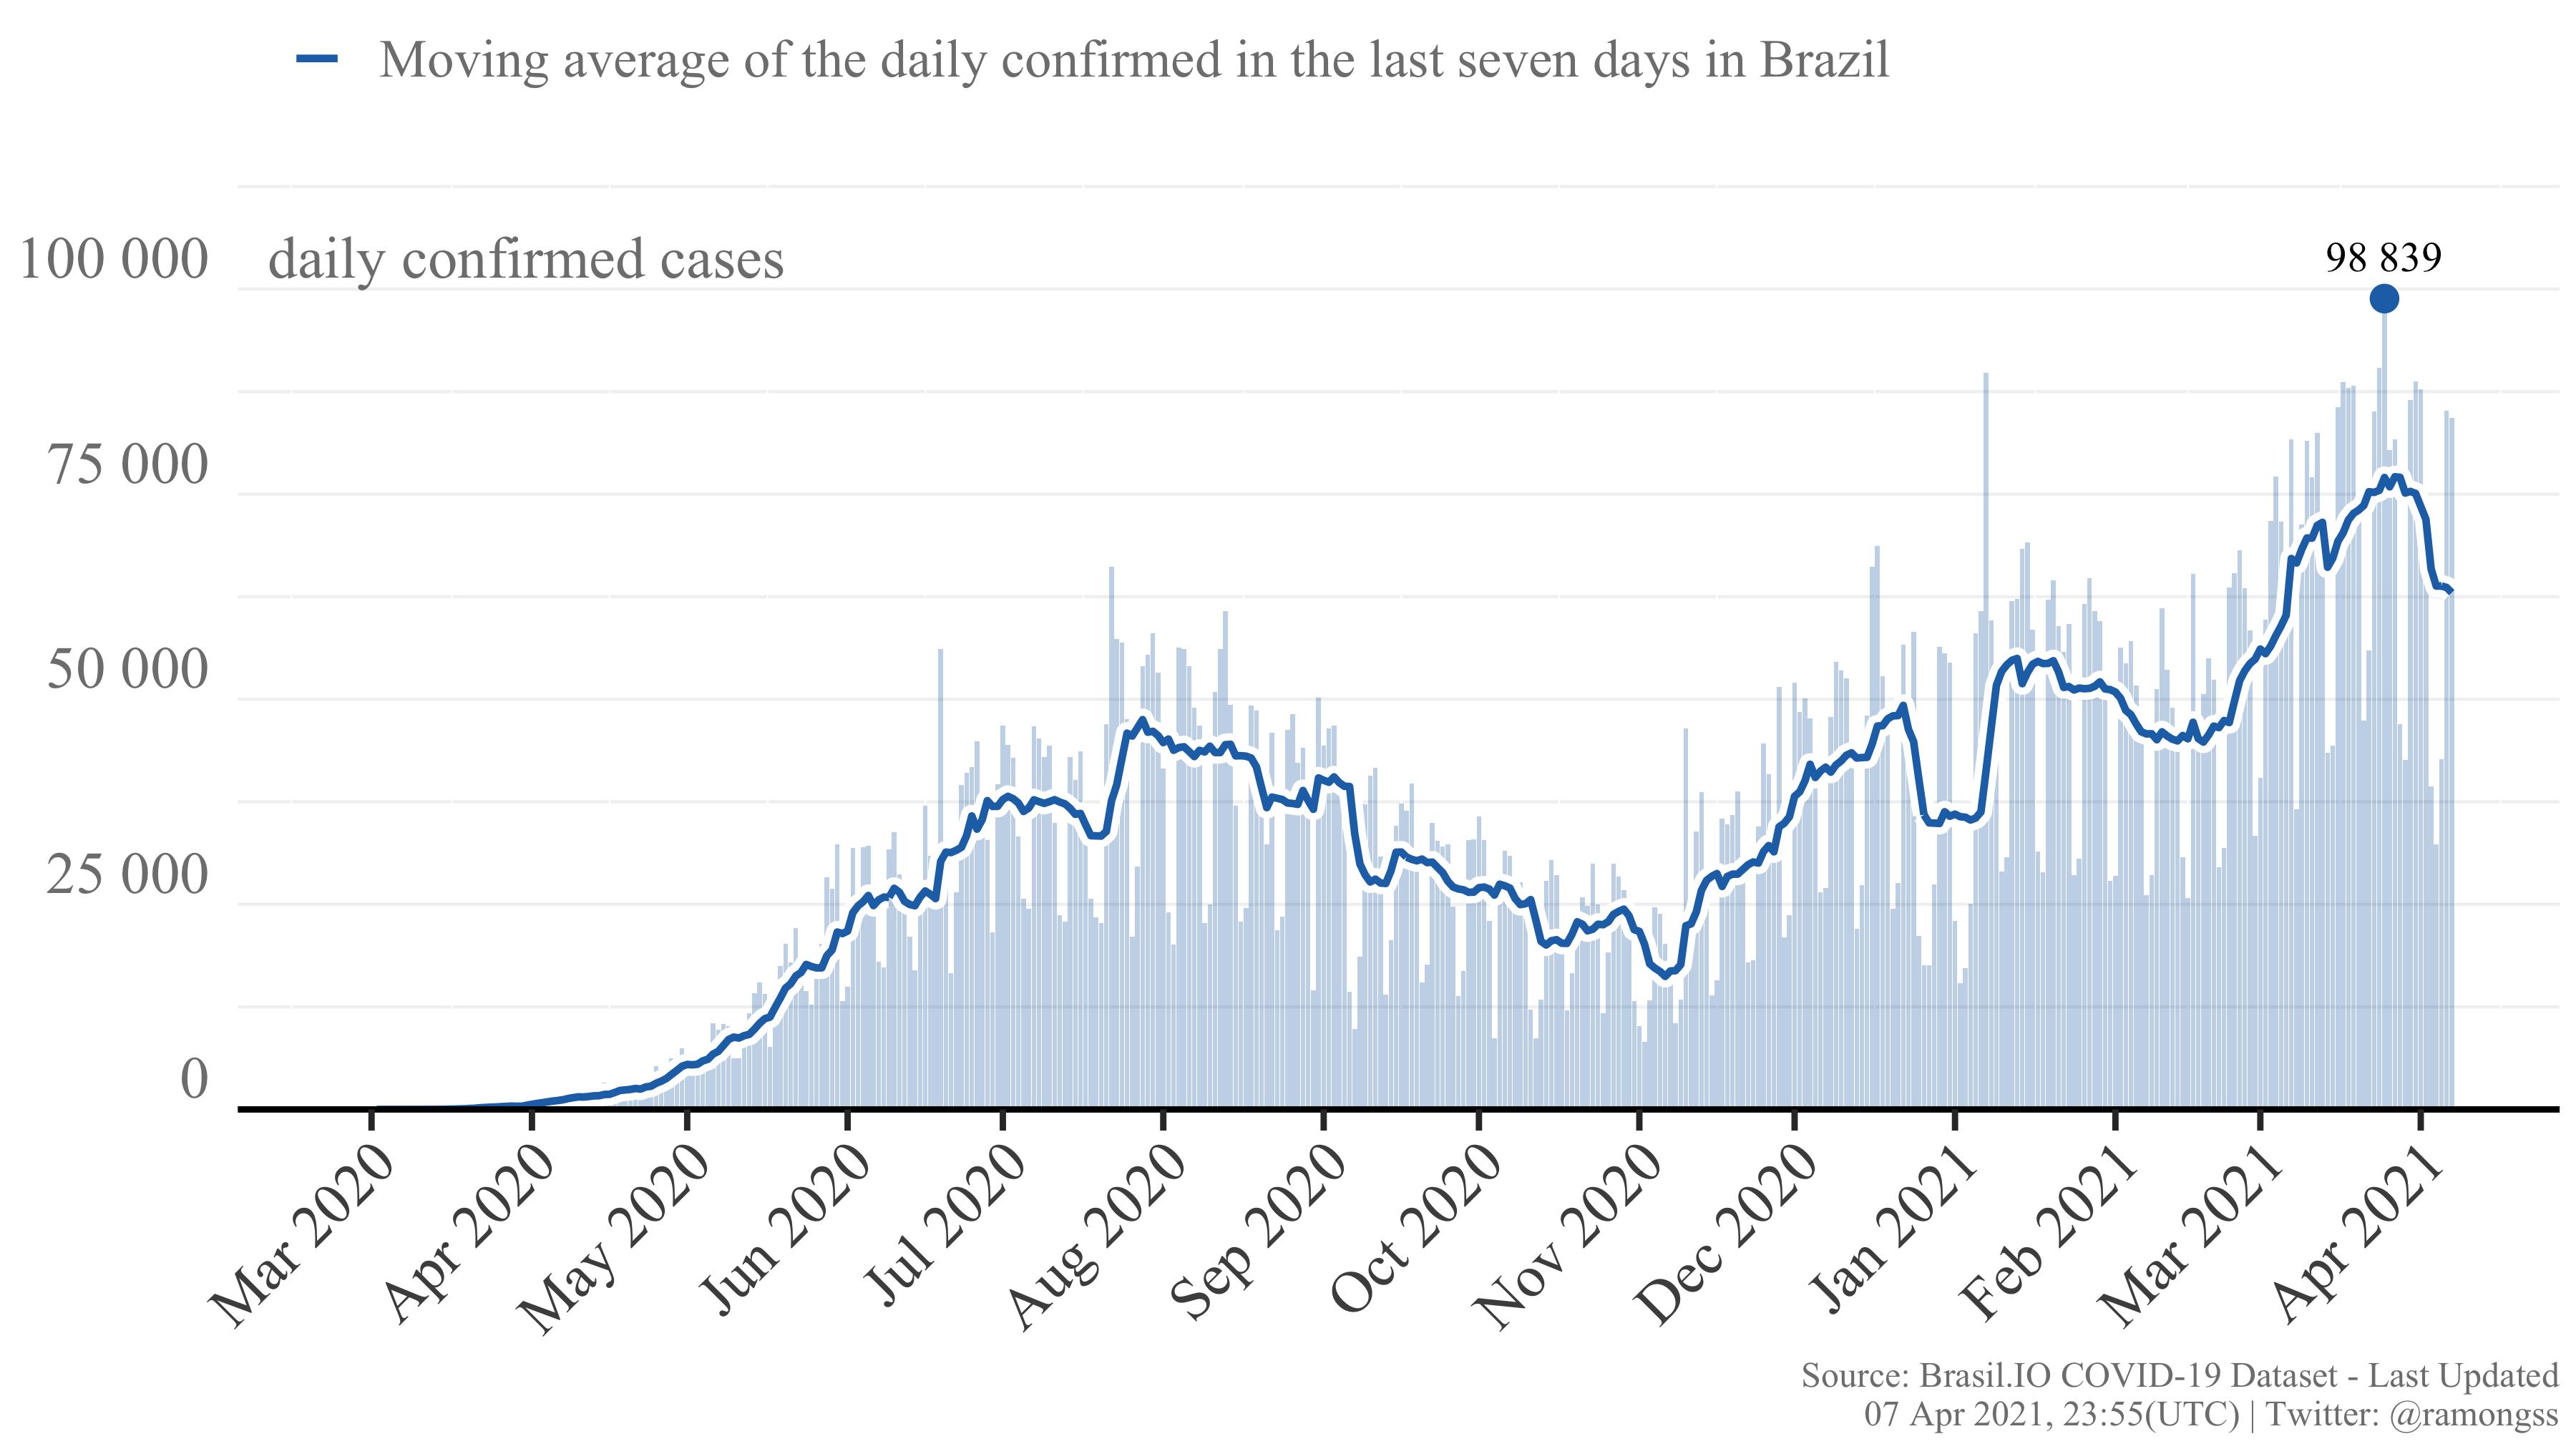 Moving average of the daily confirmed in the last seven days in Brazil
100 000
daily confirmed cases
98 839
75 000
50 000
25 000
0
Mar 2020
Apr 2020
May 2020
Jun 2020
Jul 2020
Aug 2020
Sep 2020
Oct 2020
Nov 2020
Dec 2020
Jan 2021
Feb 2021
Mar 2021
Apr 2021
Source: Brasil.IO COVID-19 Dataset - Last Updated
07 Apr 2021, 23:55(UTC) | Twitter: @ramongss